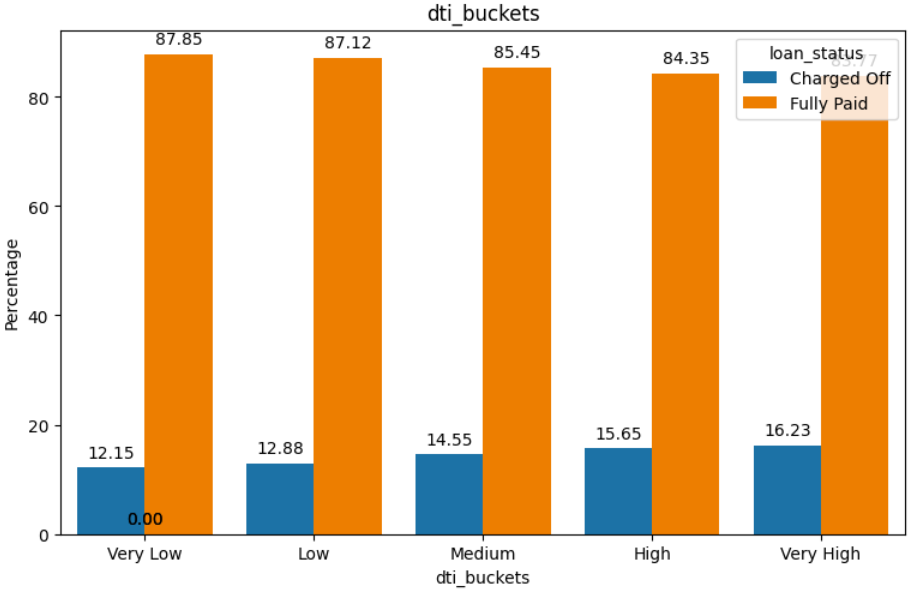 dti_buckets
87.85
87.12
85.45
84.35
83.77
loan_status
Charged Off
Fully Paid
12.15
12.88
14.55
15.65
16.23
0.00
80
60
40
20
0
Percentage
Very Low
Low
Medium
High
Very High
dti_buckets